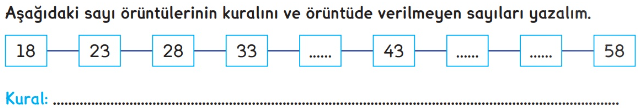 Aşağıdaki sayı örüntülerinin kuralını ve örüntüde verilmeyen sayıları yazalım.
18 23 28 33 ...... 43 ...... ...... 58
Kural: ................................................................................